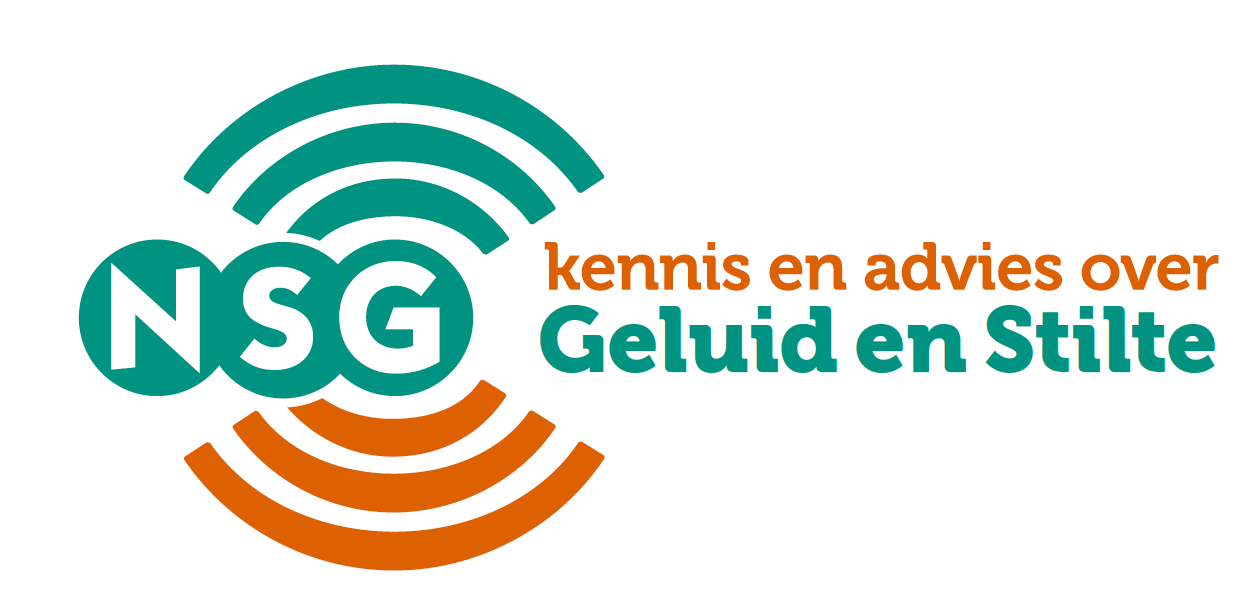 NSG
kennis en advies over
Geluid en Stilte